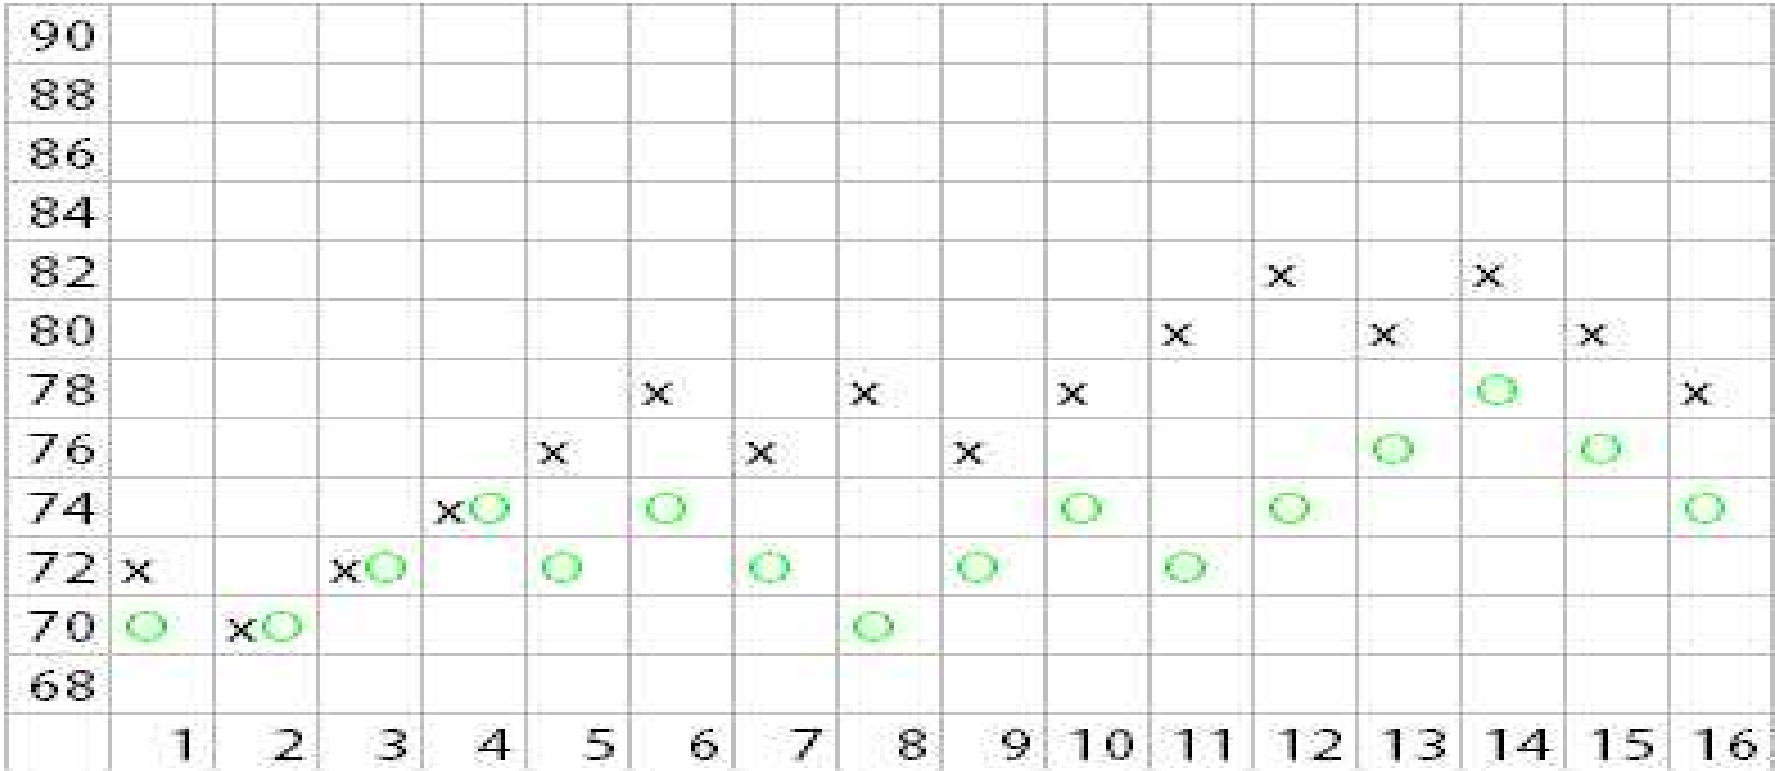 90
88
86
84
82 x x
80 x x x
78 x x x ○ x
76 x x x ○ ○
74 x○ ○ ○ ○ ○
72 x x○ ○ ○ ○ ○
70 ○ x○ ○
68
1 2 3 4 5 6 7 8 9 10 11 12 13 14 15 16